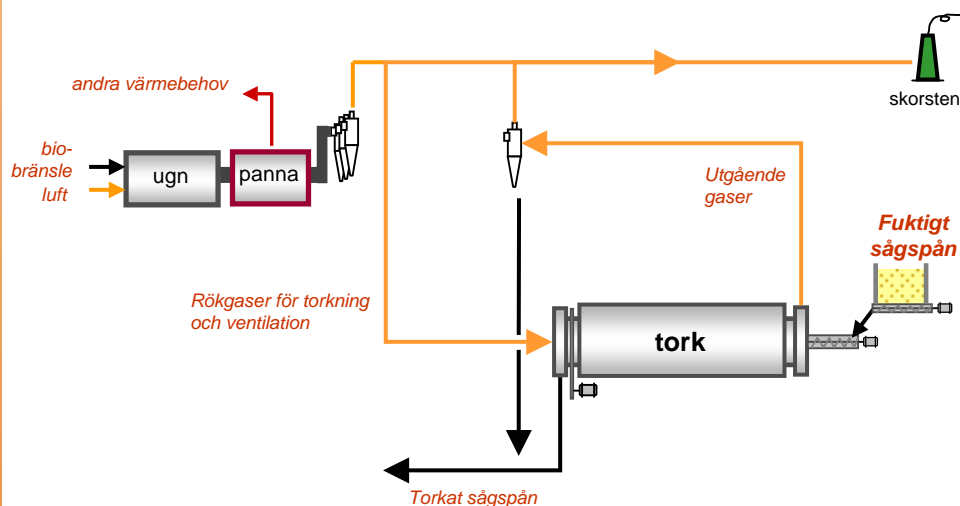 andra värmebehov
skorsten
bio-
bränsle
luft
ugn
panna
Utgående
gaser
Fuktigt
sågspån
Rökgaser för torkning
och ventilation
tork
Torkat sågspån